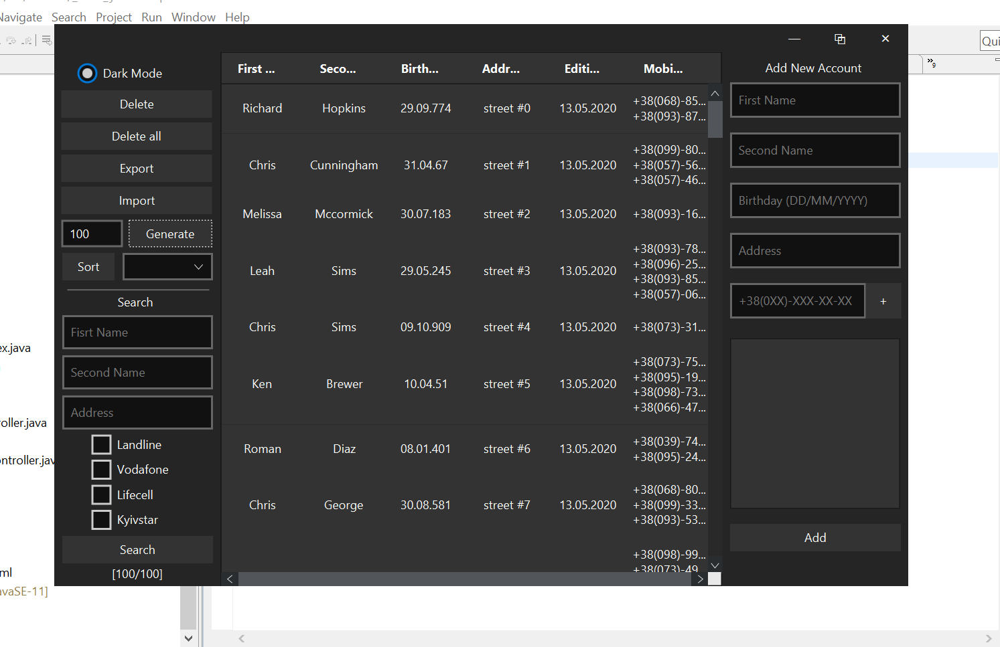 Navigate Search Project Run Window Help
Qui
»9
Dark Mode
Delete
Delete all
Export
Import
100 Generate
Sort
Search
Fisrt Name
Second Name
Address
Landline
Vodafone
Lifecell
Kyivstar
Search
[100/100]
First ... Seco... Birth... Addr... Editi... Mobi...
Richard Hopkins 29.09.774 street #0 13.05.2020 +38(068)-85...
+38(093)-87...
Chris Cunningham 31.04.67 street #1 13.05.2020 +38(099)-80...
+38(057)-56...
+38(057)-46...
Melissa Mccormick 30.07.183 street #2 13.05.2020 +38(093)-16...
Leah Sims 29.05.245 street #3 13.05.2020 +38(093)-78...
+38(096)-25...
+38(093)-85...
+38(057)-06...
Chris Sims 09.10.909 street #4 13.05.2020 +38(073)-31...
Ken Brewer 10.04.51 street #5 13.05.2020 +38(073)-75...
+38(095)-19...
+38(098)-73...
+38(066)-47...
Roman Diaz 08.01.401 street #6 13.05.2020 +38(039)-74...
+38(095)-24...
Chris George 30.08.581 street #7 13.05.2020 +38(068)-80...
+38(099)-33...
+38(093)-53...
+38(098)-99...
+38(073)-49...
Add New Account
First Name
Second Name
Birthday (DD/MM/YYYY)
Address
+38(0XX)-XXX-XX-XX +
Add
ex.java
roller.java
ontroller.jav
ml
avaSE-11]